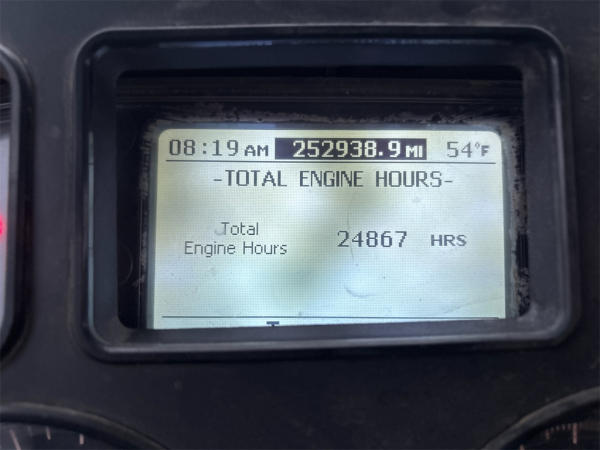 08:19 AM 252938.9 MI 54°F
-TOTAL ENGINE HOURS-
Total
Engine Hours 24867 HRS